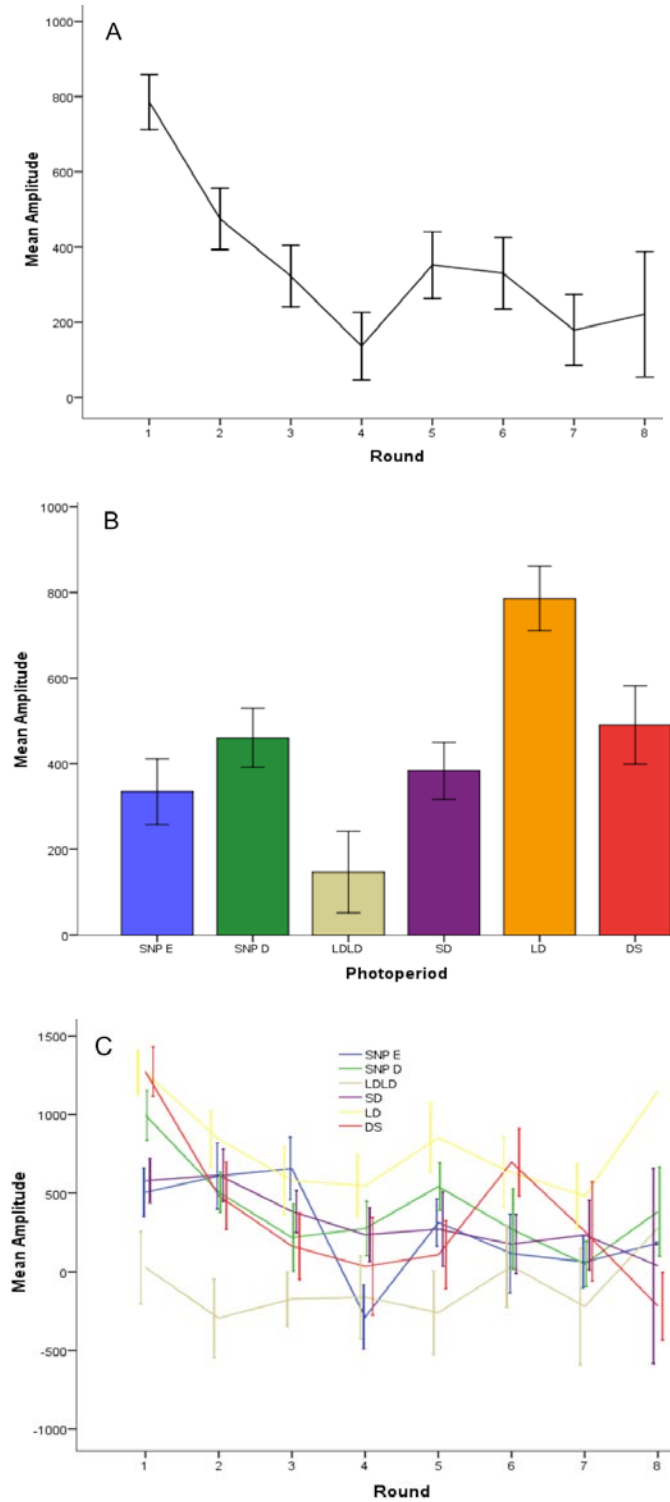 A
1000
800
600
400
200
0
Mean Amplitude
1 2 3 4 5 6 7 8
Round
B
1000
800
600
400
200
0
Mean Amplitude
SNP E SNP D LDLD SD LD DS
Photoperiod
C
SNP E
SNP D
LDLD
SD
LD
DS
1500
1000
500
0
-500
-1000
Mean Amplitude
1 2 3 4 5 6 7 8
Round